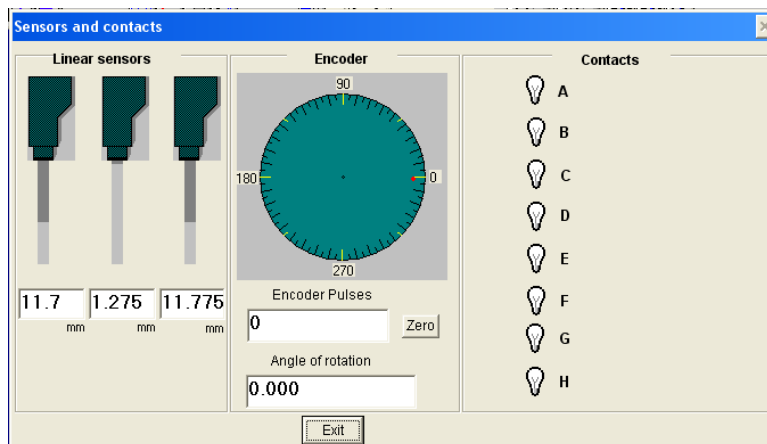 Sensors and contacts
Linear sensors
11.7
1.275
11.775
mm
mm
mm
Encoder
90
180
0
270
Encoder Pulses
0
Zero
Angle of rotation
0.000
Contacts
A
B
C
D
E
F
G
H
Exit